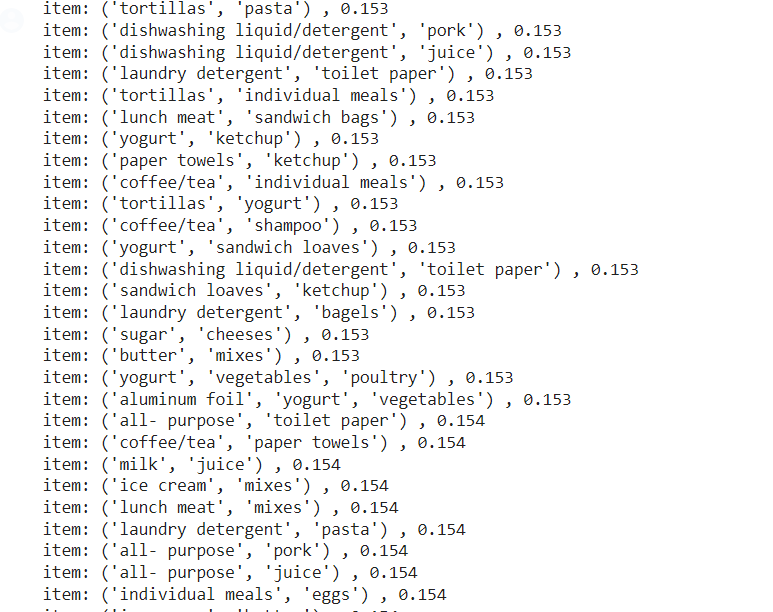 item: ('tortillas', 'pasta') , 0.153
item: ('dishwashing liquid/detergent', 'pork') , 0.153
item: ('dishwashing liquid/detergent', 'juice') , 0.153
item: ('laundry detergent', 'toilet paper') , 0.153
item: ('tortillas', 'individual meals') , 0.153
item: ('lunch meat', 'sandwich bags') , 0.153
item: ('yogurt', 'ketchup') , 0.153
item: ('paper towels', 'ketchup') , 0.153
item: ('coffee/tea', 'individual meals') , 0.153
item: ('tortillas', 'yogurt') , 0.153
item: ('coffee/tea', 'shampoo') , 0.153
item: ('yogurt', 'sandwich loaves') , 0.153
item: ('dishwashing liquid/detergent', 'toilet paper') , 0.153
item: ('sandwich loaves', 'ketchup') , 0.153
item: ('laundry detergent', 'bagels') , 0.153
item: ('sugar', 'cheeses') , 0.153
item: ('butter', 'mixes') , 0.153
item: ('yogurt', 'vegetables', 'poultry') , 0.153
item: ('aluminum foil', 'yogurt', 'vegetables') , 0.153
item: ('all- purpose', 'toilet paper') , 0.154
item: ('coffee/tea', 'paper towels') , 0.154
item: ('milk', 'juice') , 0.154
item: ('ice cream', 'mixes') , 0.154
item: ('lunch meat', 'mixes') , 0.154
item: ('laundry detergent', 'pasta') , 0.154
item: ('all- purpose', 'pork') , 0.154
item: ('all- purpose', 'juice') , 0.154
item: ('individual meals', 'eggs') , 0.154